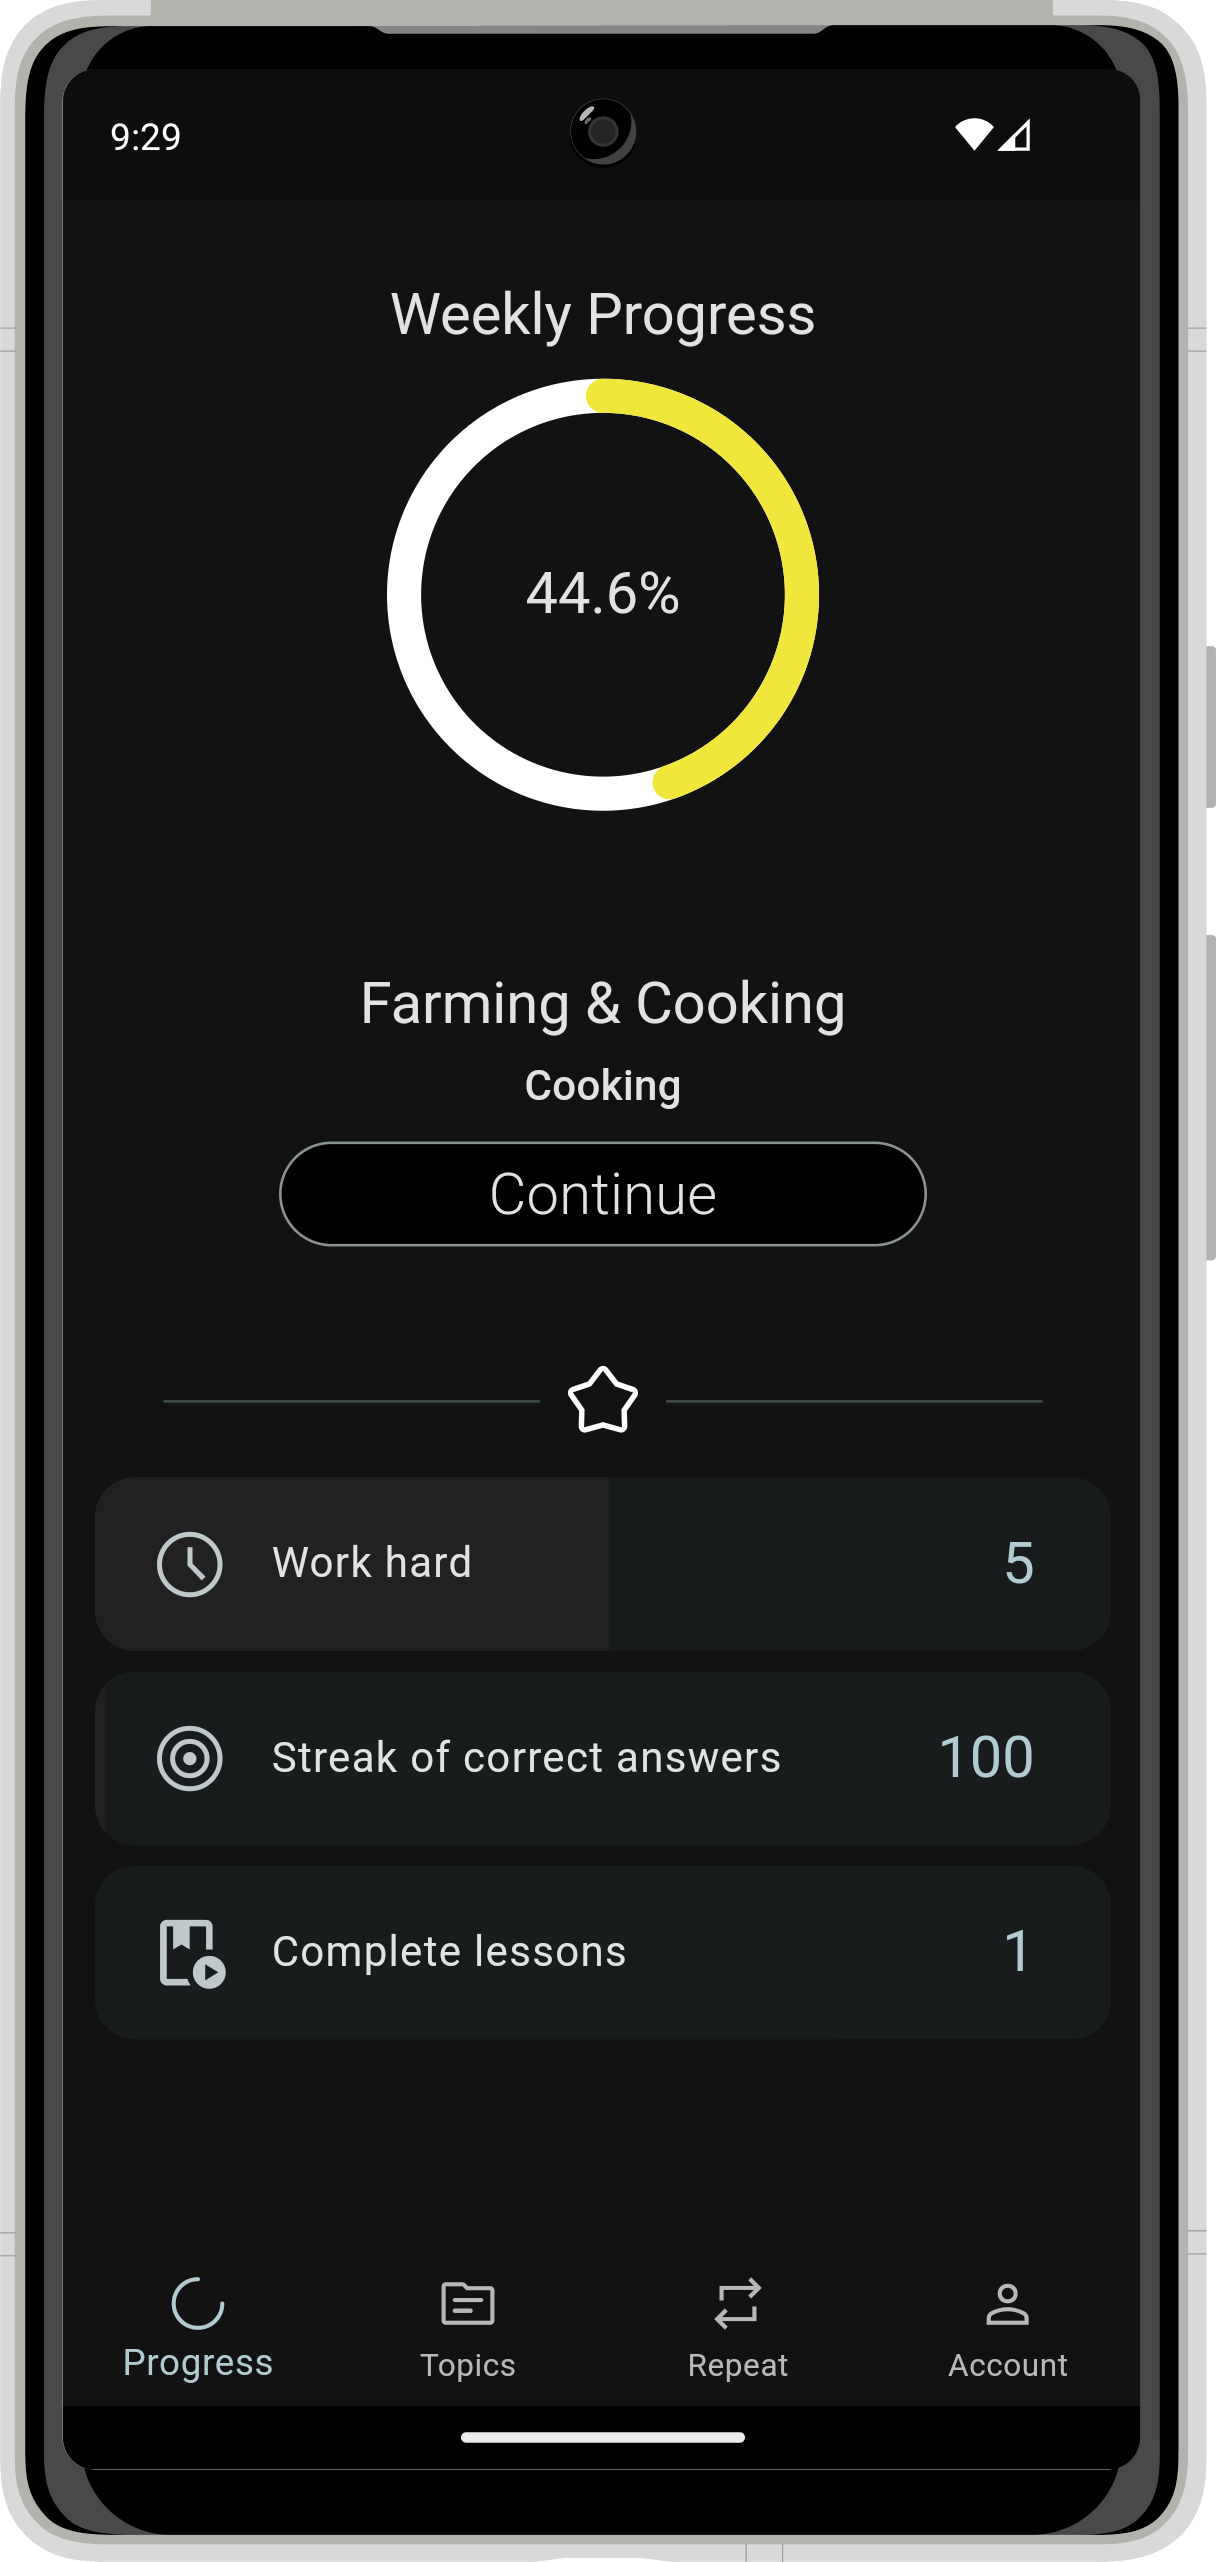 9:29
Weekly Progress
44.6%
Farming & Cooking
Cooking
Continue
Work hard 5
Streak of correct answers 100
Complete lessons 1
Progress Topics Repeat Account